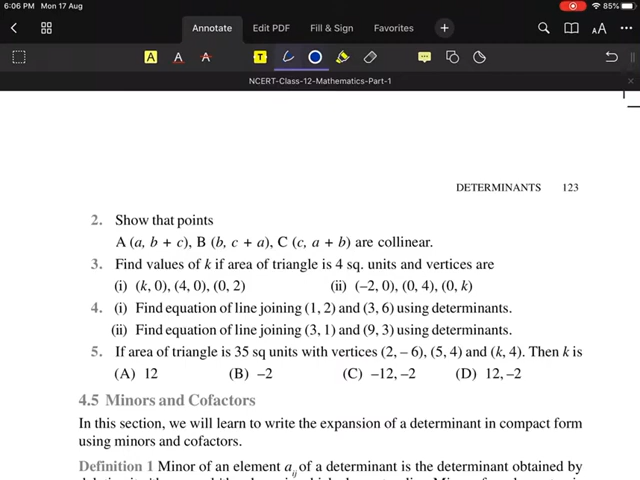 6:06 PM Mon 17 Aug
85%
Annotate Edit PDF Fill & Sign Favorites +
AA
A A A T
NCERT-Class-12-Mathematics-Part-1
DETERMINANTS 123
2. Show that points
A (a, b + c), B (b, c + a), C (c, a + b) are collinear.
3. Find values of k if area of triangle is 4 sq. units and vertices are
(i) (k, 0), (4, 0), (0, 2) (ii) (–2, 0), (0, 4), (0, k)
4. (i) Find equation of line joining (1, 2) and (3, 6) using determinants.
(ii) Find equation of line joining (3, 1) and (9, 3) using determinants.
5. If area of triangle is 35 sq units with vertices (2, – 6), (5, 4) and (k, 4). Then k is
(A) 12 (B) –2 (C) –12, –2 (D) 12, –2
4.5 Minors and Cofactors
In this section, we will learn to write the expansion of a determinant in compact form
using minors and cofactors.
Definition 1 Minor of an element aij of a determinant is the determinant obtained by